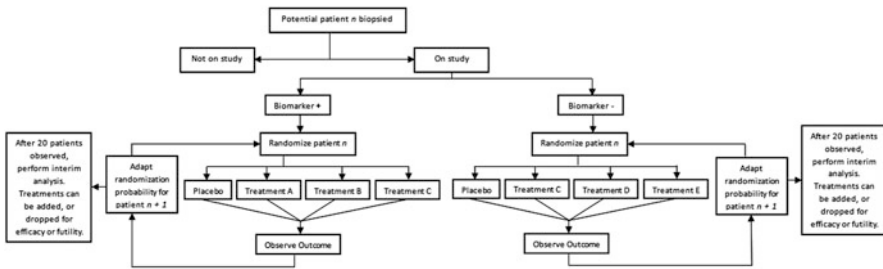 Potential patient n biopsied
Not on study
On study
Biomarker +
Biomarker -
Randomize patient n
Randomize patient n
After 20 patients
observed,
perform interim
analysis.
Treatments can
be added, or
dropped for
efficacy or futility.
Adapt
randomization
probability for
patient n + 1
Placebo
Treatment A
Treatment B
Treatment C
Placebo
Treatment C
Treatment D
Treatment E
Adapt
randomization
probability for
patient n + 1
After 20 patients
observed,
perform interim
analysis.
Treatments can
be added, or
dropped for
efficacy or futility.
Observe Outcome
Observe Outcome